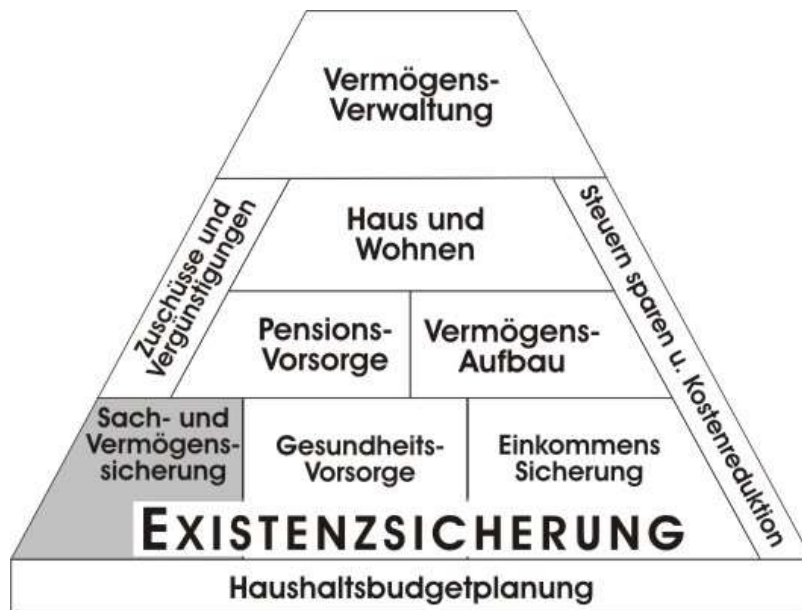 Vermögens-
Verwaltung
Zuschüsse und
Vergünstigungen
Haus und
Wohnen
Steuern sparen u. Kostenreduktion
Pensions-
Vorsorge
Vermögens-
Aufbau
Sach- und
Vermögens-
sicherung
Gesundheits-
Vorsorge
Einkommens
Sicherung
EXISTENZSICHERUNG
Haushaltsbudgetplanung